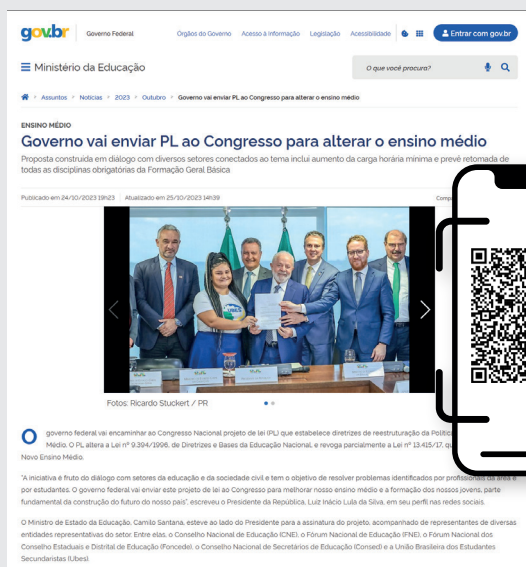 gov.br Governo Federal Orgãos do Governo Acesso à Informação Legislação Acessibilidade Entrar com gov.br
Ministério da Educação O que você procura?
Assuntos > Notícias > 2023 > Outubro > Governo vai enviar PL ao Congresso para alterar o ensino médio
ENSINO MÉDIO
Governo vai enviar PL ao Congresso para alterar o ensino médio
Proposta construída em diálogo com diversos setores conectados ao tema inclui aumento da carga horária mínima e prevê retomada de
todas as disciplinas obrigatórias da Formação Geral Básica
Publicado em 24/10/2023 19h23 Atualizado em 25/10/2023 14h39
UBES
Fotos: Ricardo Stuckert / PR
O governo federal vai encaminhar ao Congresso Nacional projeto de lei (PL) que estabelece diretrizes de reestruturação da
Médio. O PL altera a Lei nº 9.394/1996, de Diretrizes e Bases da Educação Nacional, e revoga parcialmente a Lei nº 13.415/17,
Novo Ensino Médio.
"A iniciativa é fruto do diálogo com setores da educação e da sociedade civil e tem o objetivo de resolver problemas identificados por profissionais da área e
por estudantes. O governo federal vai enviar este projeto de lei ao Congresso para melhorar nosso ensino médio e a formação dos nossos jovens, parte
fundamental da construção do futuro do nosso país", escreveu o Presidente da República, Luiz Inácio Lula da Silva, em seu perfil nas redes sociais.
O Ministro de Estado da Educação, Camilo Santana, esteve ao lado do Presidente para a assinatura do projeto, acompanhado de representantes de diversas
entidades representativas do setor. Entre elas, o Conselho Nacional de Educação (CNE), o Fórum Nacional de Educação (FNE), o Fórum Nacional dos
Conselho Estaduais e Distrital de Educação (Foncede), o Conselho Nacional de Secretários de Educação (Consed) e a União Brasileira dos Estudantes
Secundaristas (Ubes).